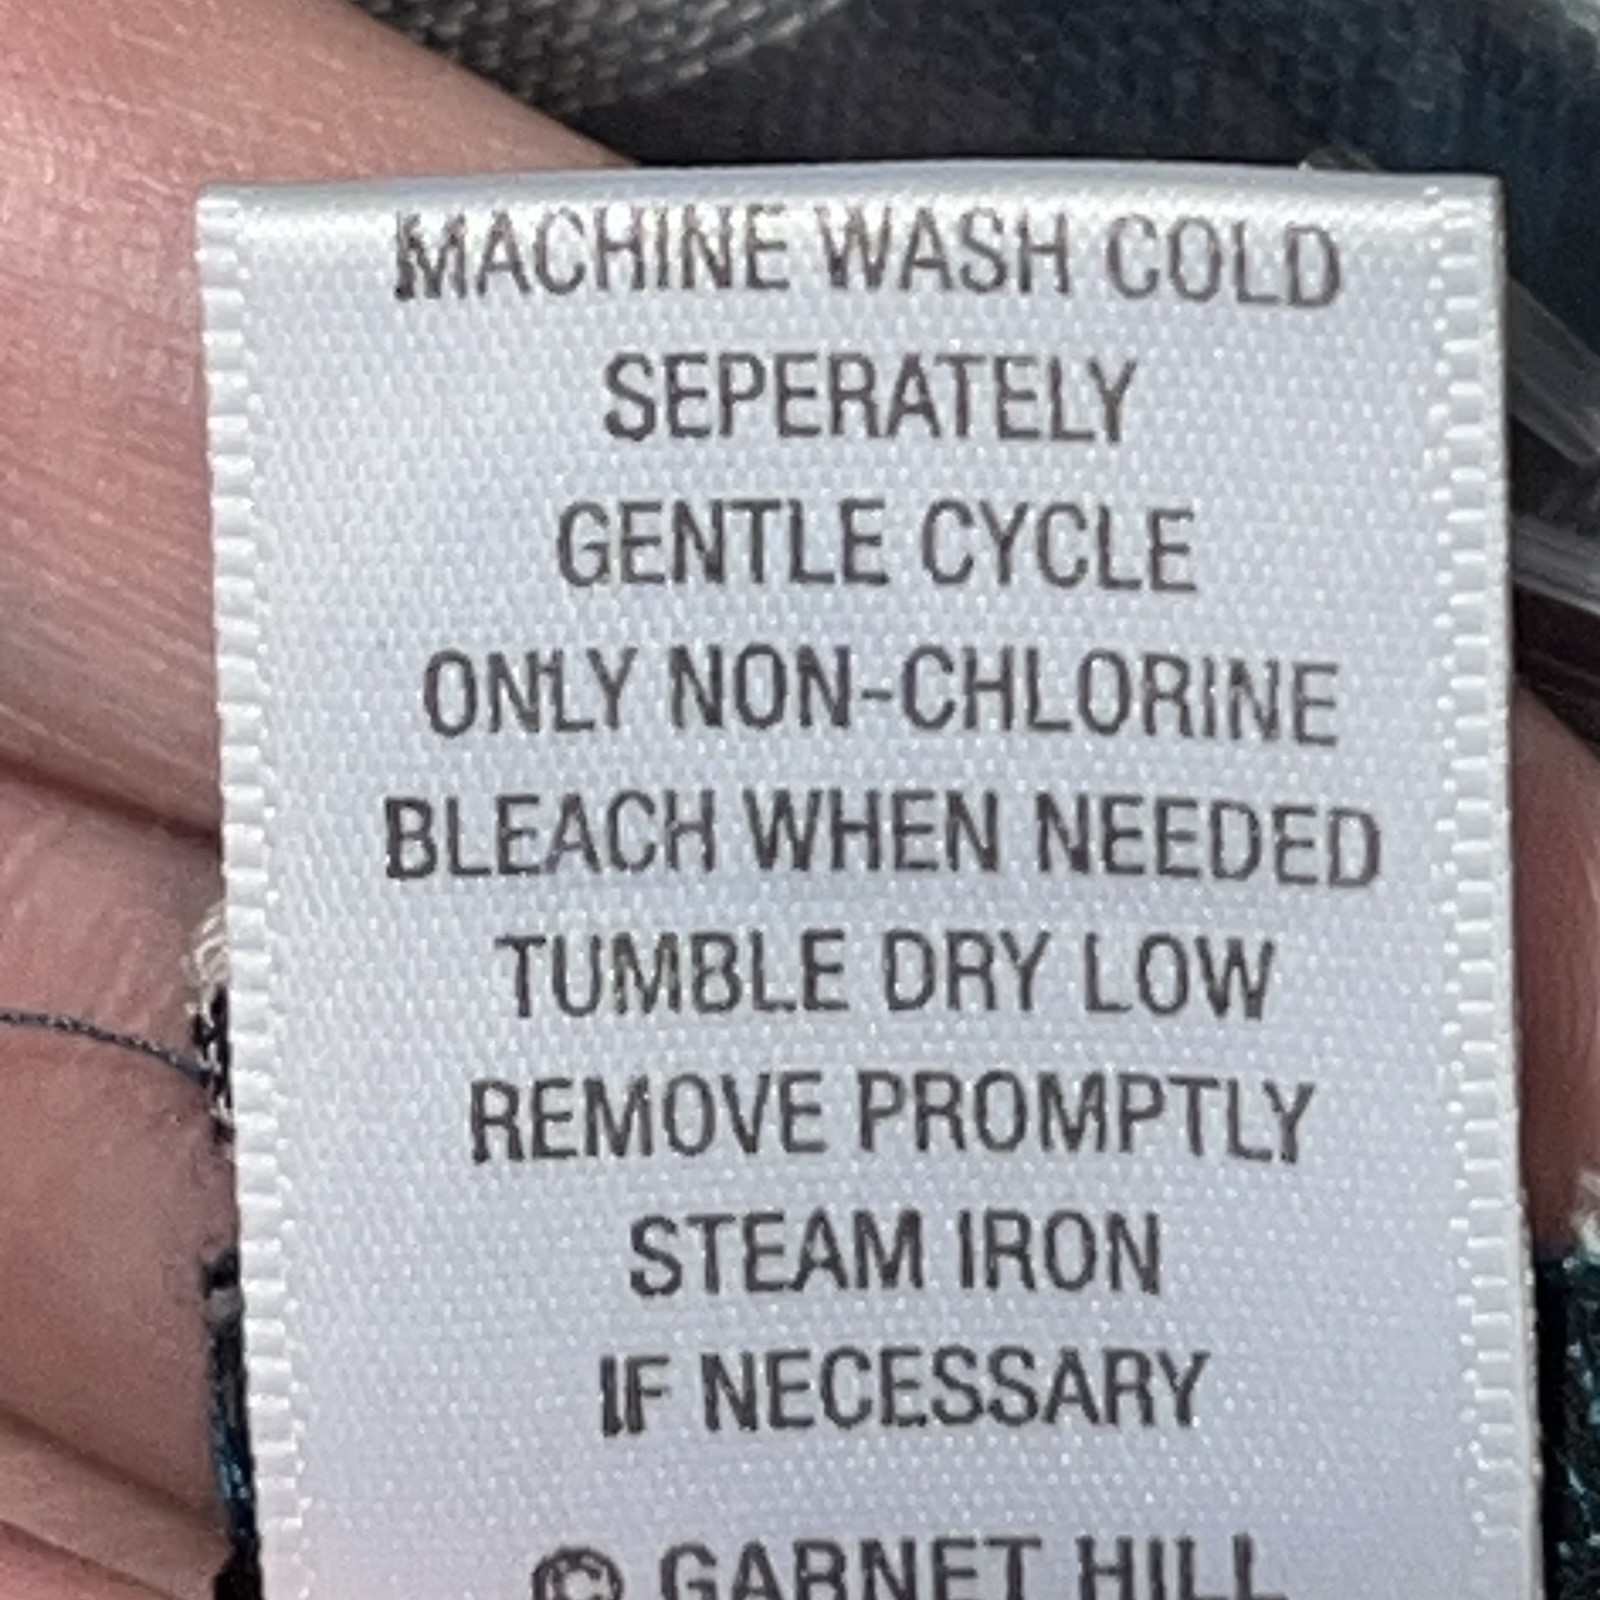 MACHINE WASH COLD
SEPERATELY
GENTLE CYCLE
ONLY NON-CHLORINE
BLEACH WHEN NEEDED
TUMBLE DRY LOW
REMOVE PROMPTLY
STEAM IRON
IF NECESSARY
© GARNET HILL